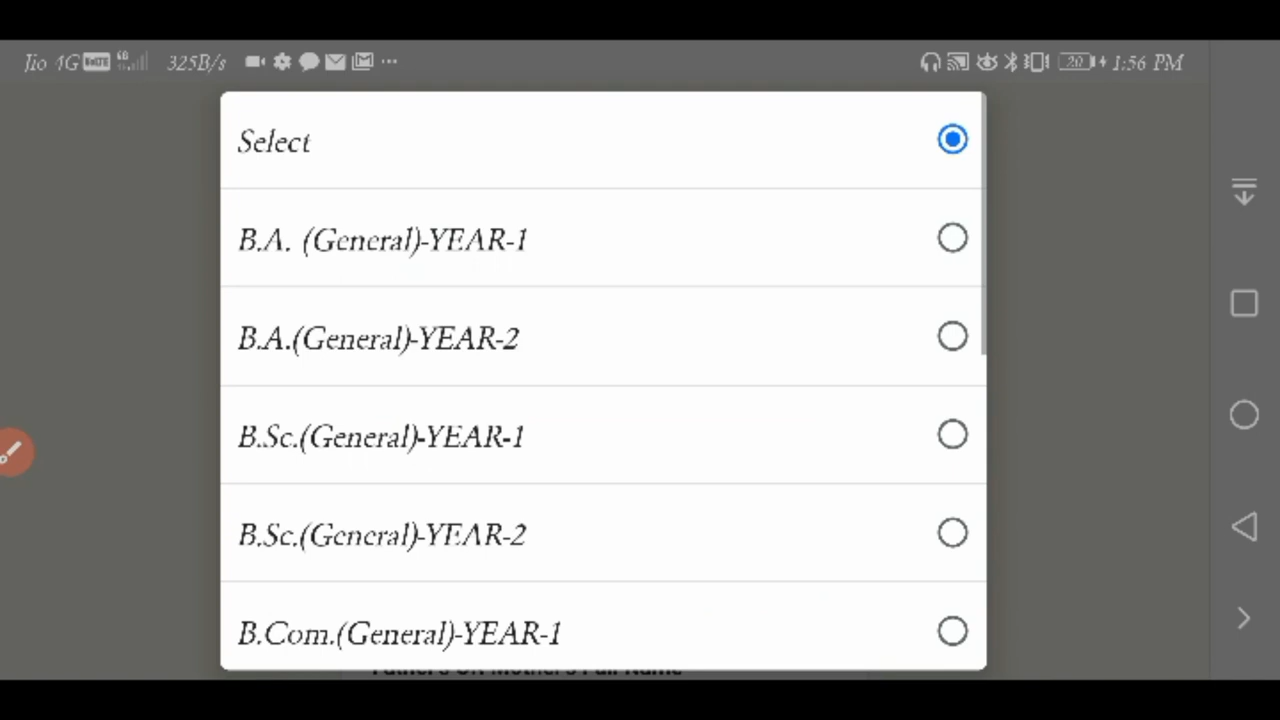 Jio 4G VoLTE 325B/s 20 1:56 PM
Select
B.A. (General)-YEAR-1
B.A.(General)-YEAR-2
B.Sc.(General)-YEAR-1
B.Sc.(General)-YEAR-2
B.Com.(General)-YEAR-1